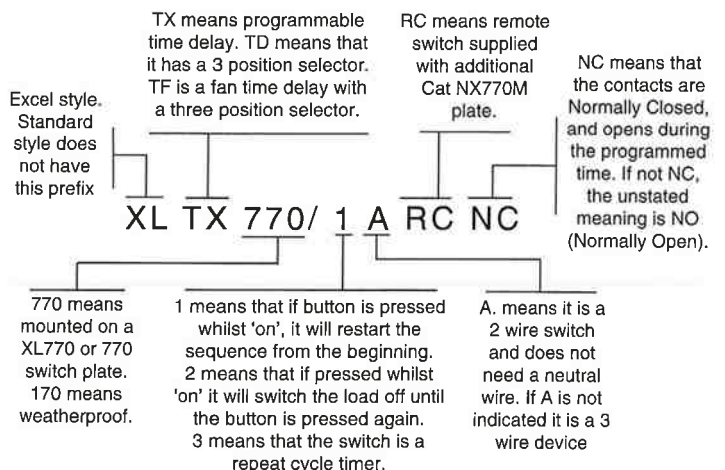 TX means programmable
time delay. TD means that
it has a 3 position selector.
TF is a fan time delay with
a three position selector.
RC means remote
switch supplied
with additional
Cat NX770M
plate.
NC means that
the contacts are
Normally Closed,
and opens during
the programmed
time. If not NC,
the unstated
meaning is NO
(Normally Open).
Excel style.
Standard
style does
not have
this prefix
XL TX 770/ 1 A RC NC
770 means
mounted on a
XL770 or 770
switch plate.
170 means
weatherproof.
1 means that if button is pressed
whilst 'on', it will restart the
sequence from the beginning.
2 means that if pressed whilst
'on' it will switch the load off until
the button is pressed again.
3 means that the switch is a
repeat cycle timer.
A. means it is a
2 wire switch
and does not
need a neutral
wire. If A is not
indicated it is a 3
wire device